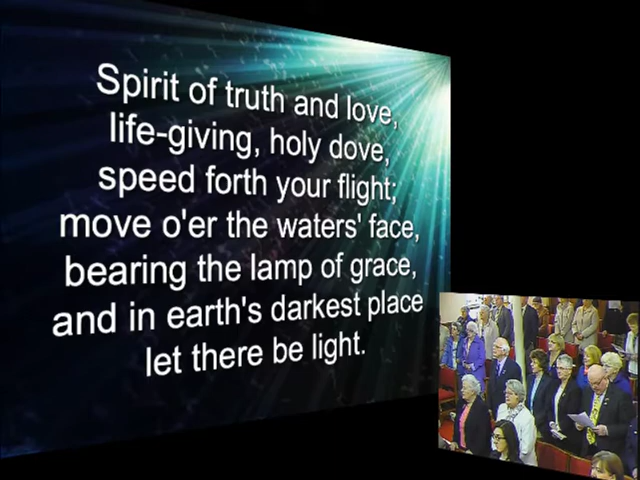 Spirit of truth and love,
life-giving, holy dove,
speed forth your flight;
move o'er the waters' face,
bearing the lamp of grace,
and in earth's darkest place
let there be light.